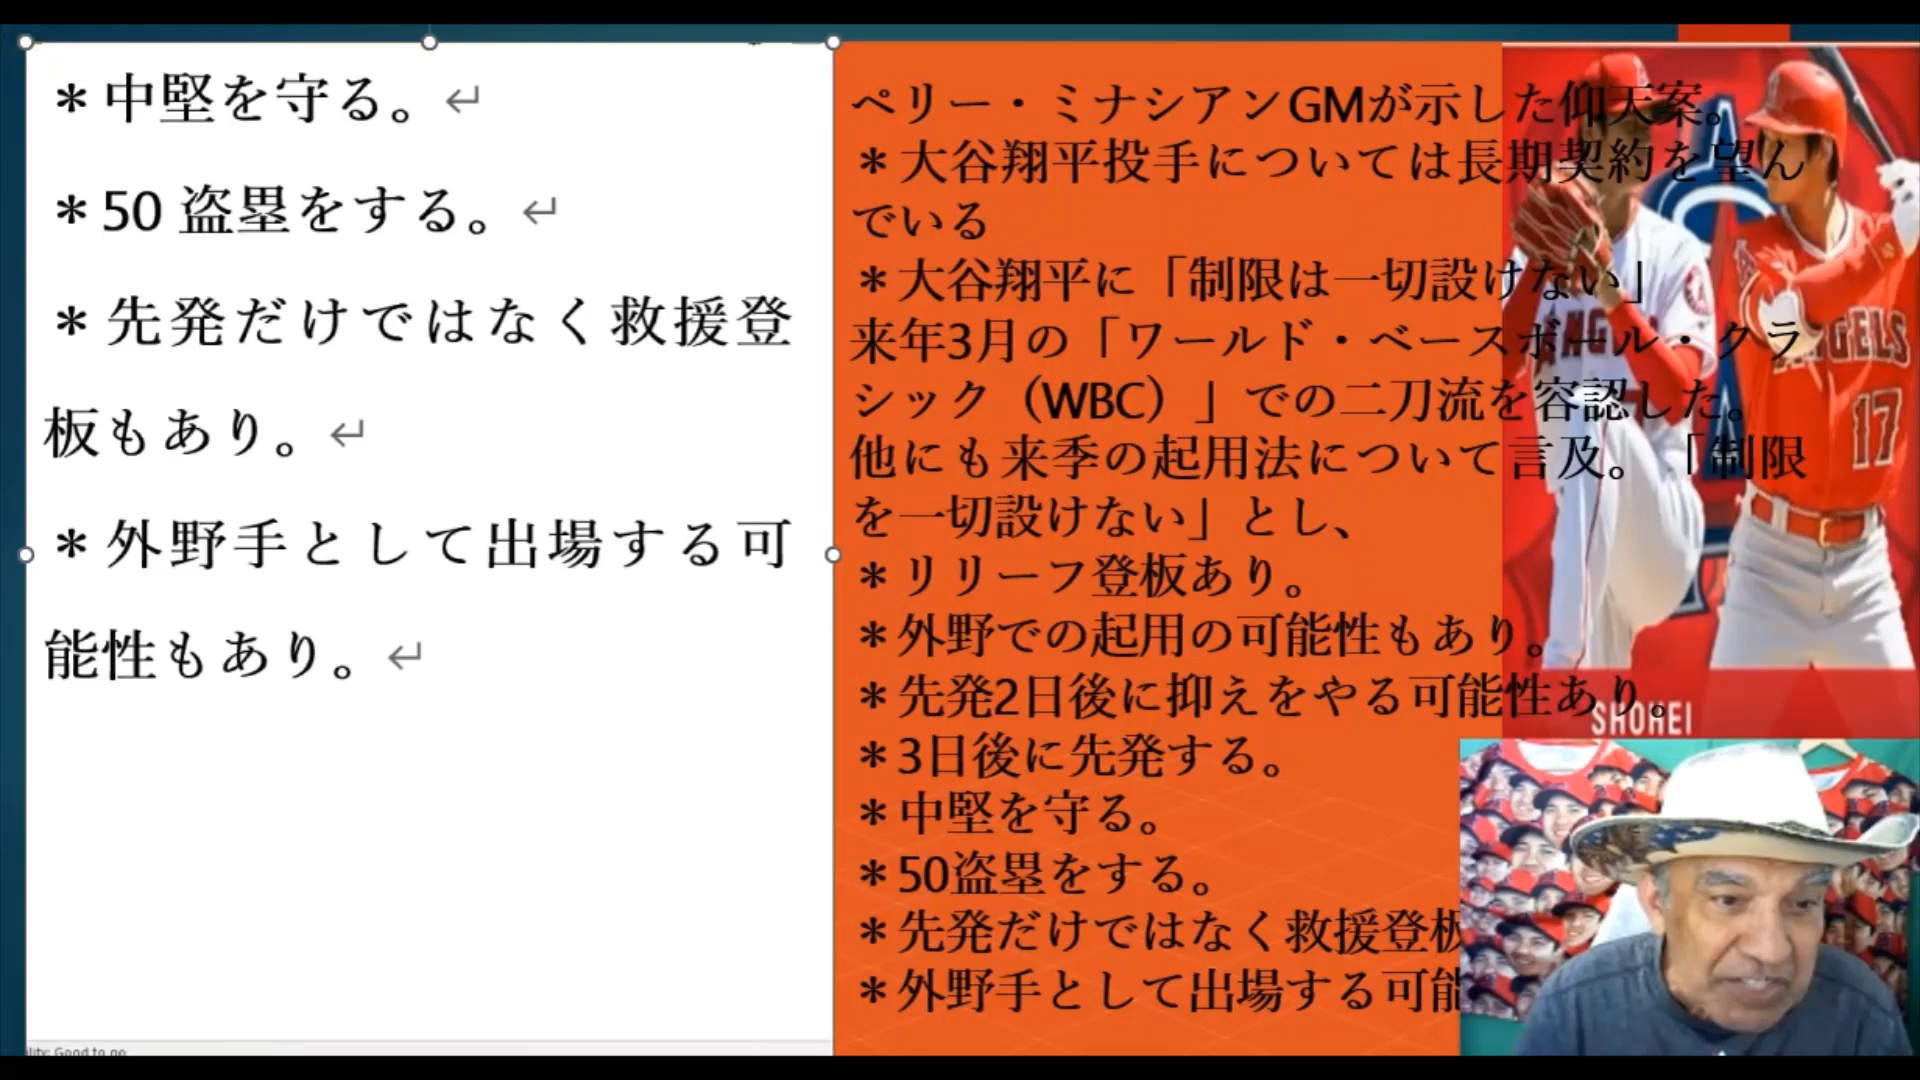 ＊中堅を守る。↵
＊50 盗塁をする。↵
＊先発だけではなく救援登
板もあり。↵
＊外野手として出場する可
能性もあり。↵
Good to go
ペリー・ミナシアンGMが示した仰天案。
＊大谷翔平投手については長期契約を望ん
でいる
＊大谷翔平に「制限は一切設けない」
来年3月の「ワールド・ベースボール・クラ
シック（WBC）」での二刀流を容認した。
他にも来季の起用法について言及。「制限
を一切設けない」とし、
＊リリーフ登板あり。
＊外野での起用の可能性もあり。
＊先発2日後に抑えをやる可能性あり。
＊3日後に先発する。
＊中堅を守る。
＊50盗塁をする。
＊先発だけではなく救援登板
＊外野手として出場する可能
ANGELS
17
SHOHEI